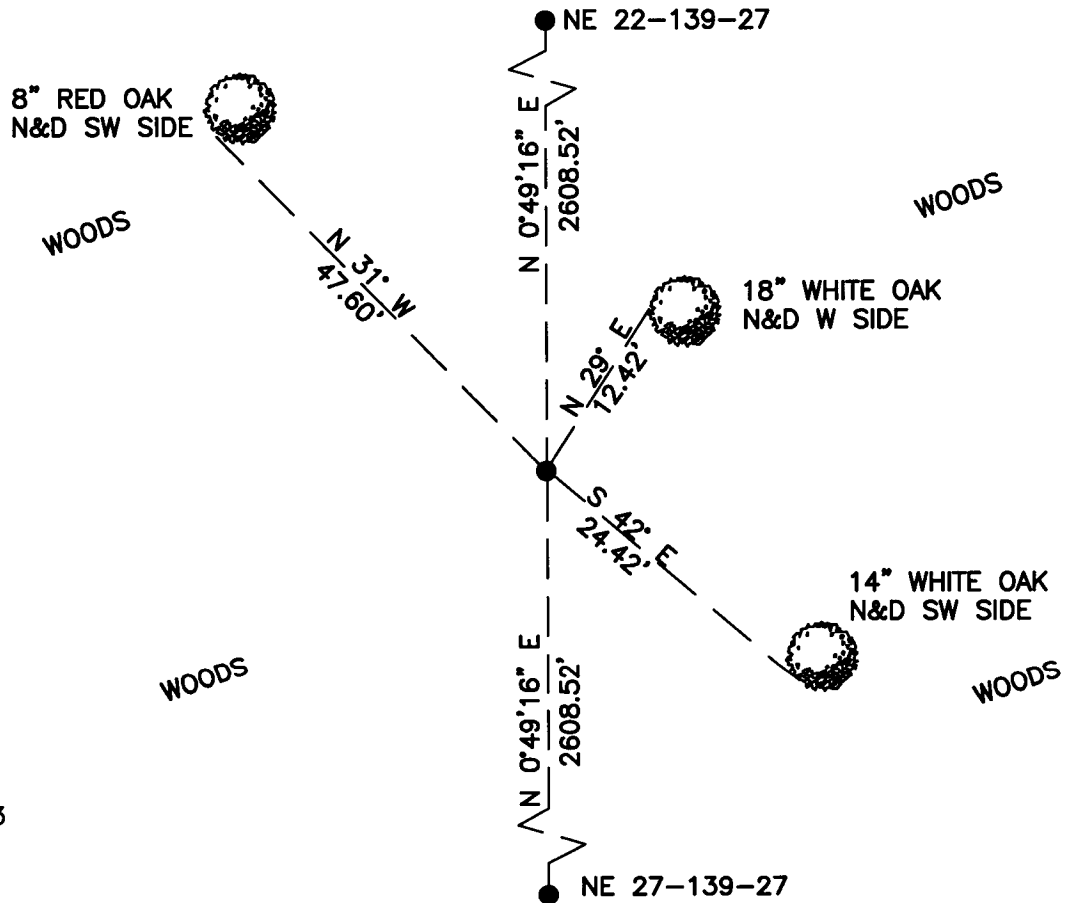 NE 22-139-27
8" RED OAK
N&D SW SIDE
WOODS
N 0°49'16" E
2608.52'
WOODS
N 31° W
47.60'
18" WHITE OAK
N&D W SIDE
N 29° E
12.42'
S 42° E
24.42'
14" WHITE OAK
N&D SW SIDE
WOODS
N 0°49'16" E
2608.52'
WOODS
3
NE 27-139-27